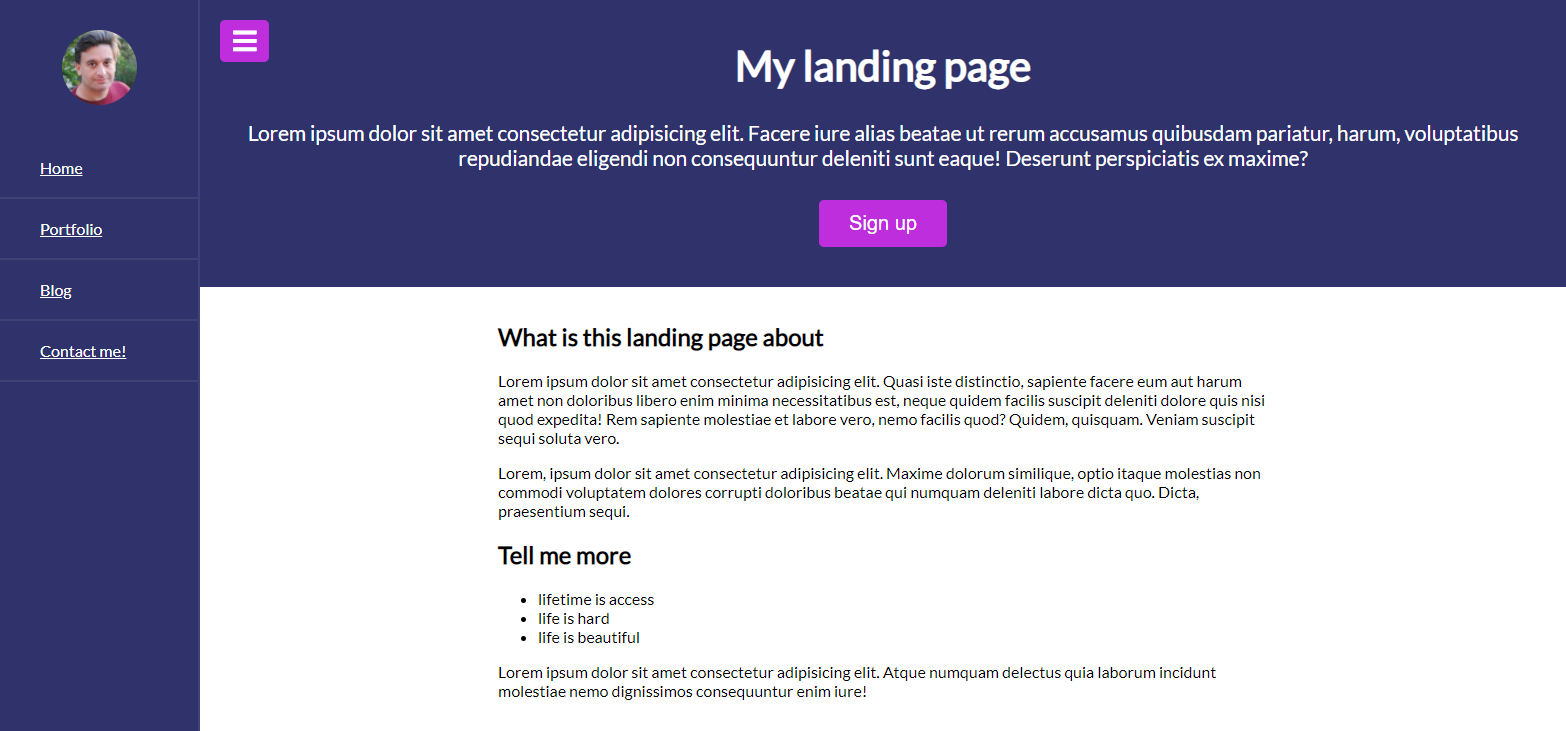 Home
Portfolio
Blog
Contact me!
My landing page
Lorem ipsum dolor sit amet consectetur adipisicing elit. Facere iure alias beatae ut rerum accusamus quibusdam pariatur, harum, voluptatibus
repudiandae eligendi non consequuntur deleniti sunt eaque! Deserunt perspiciatis ex maxime?
Sign up
What is this landing page about
Lorem ipsum dolor sit amet consectetur adipisicing elit. Quasi iste distinctio, sapiente facere eum aut harum
amet non doloribus libero enim minima necessitatibus est, neque quidem facilis suscipit deleniti dolore quis nisi
quod expedita! Rem sapiente molestiae et labore vero, nemo facilis quod? Quidem, quisquam. Veniam suscipit
sequi soluta vero.
Lorem, ipsum dolor sit amet consectetur adipisicing elit. Maxime dolorum similique, optio itaque molestias non
commodi voluptatem dolores corrupti doloribus beatae qui numquam deleniti labore dicta quo. Dicta,
praesentium sequi.
Tell me more
• lifetime is access
• life is hard
• life is beautiful
Lorem ipsum dolor sit amet consectetur adipisicing elit. Atque numquam delectus quia laborum incidunt
molestiae nemo dignissimos consequuntur enim iure!